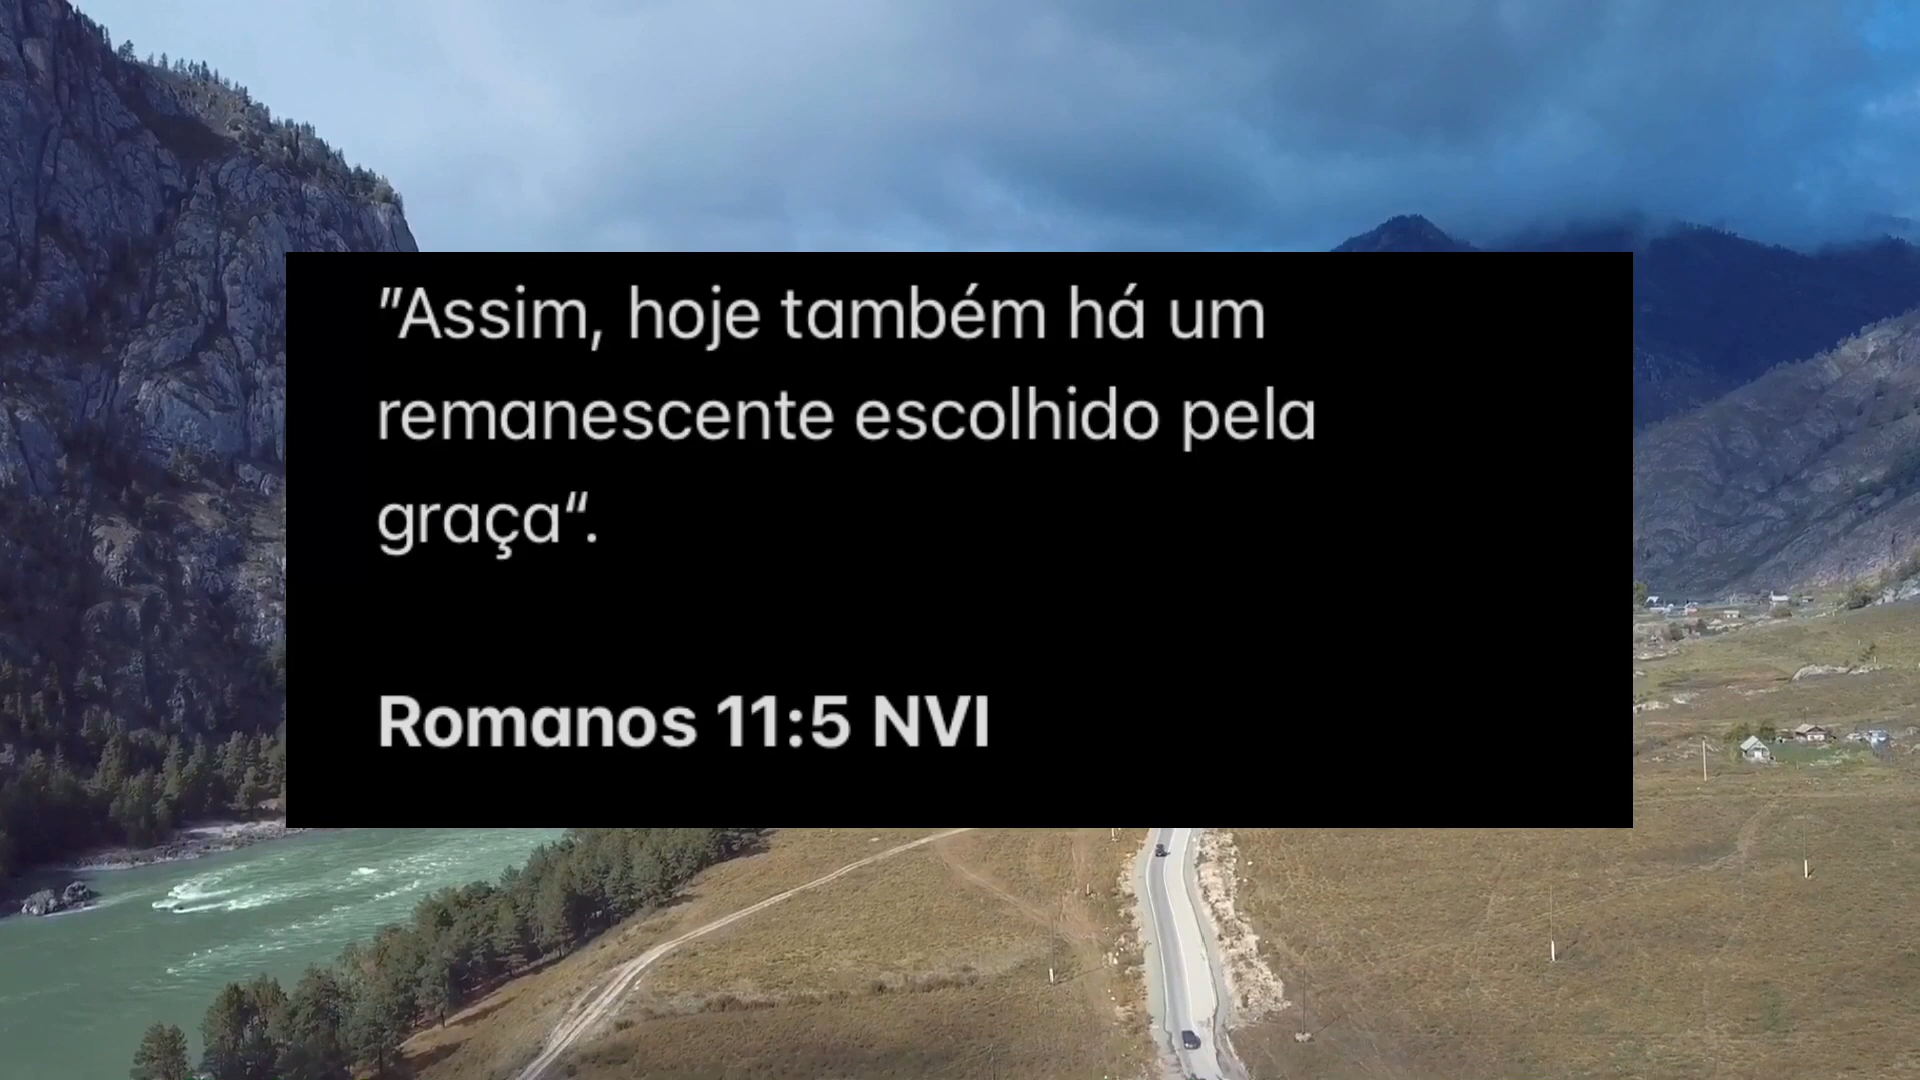 "Assim, hoje também há um
remanescente escolhido pela
graça“.
Romanos 11:5 NVI